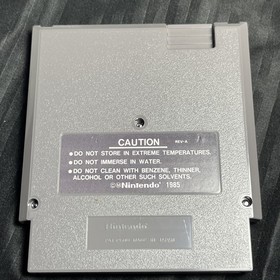 CAUTION REV-A
• DO NOT STORE IN EXTREME TEMPERATURES.
• DO NOT IMMERSE IN WATER.
• DO NOT CLEAN WITH BENZENE, THINNER,
ALCOHOL OR OTHER SUCH SOLVENTS.
©®Nintendo® 1985
Nintendo